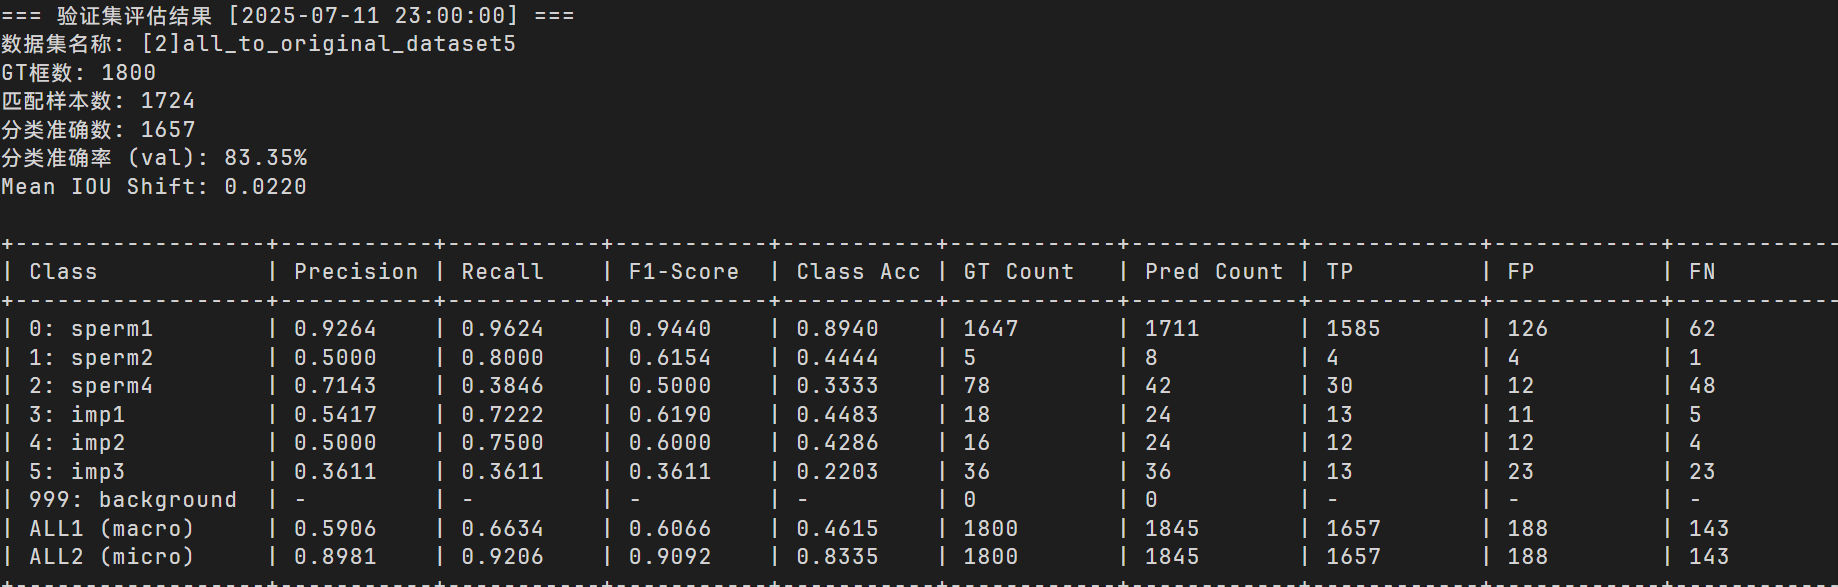 === 验证集评估结果 [2025-07-11 23:00:00] ===
数据集名称: [2]all_to_original_dataset5
GT框数: 1800
匹配样本数: 1724
分类准确数: 1657
分类准确率 (val): 83.35%
Mean IOU Shift: 0.0220
| Class | Precision | Recall | F1-Score | Class Acc | GT Count | Pred Count | TP | FP | FN
| 0: sperm1 | 0.9264 | 0.9624 | 0.9440 | 0.8940 | 1647 | 1711 | 1585 | 126 | 62
| 1: sperm2 | 0.5000 | 0.8000 | 0.6154 | 0.4444 | 5 | 8 | 4 | 4 | 1
| 2: sperm4 | 0.7143 | 0.3846 | 0.5000 | 0.3333 | 78 | 42 | 30 | 12 | 48
| 3: imp1 | 0.5417 | 0.7222 | 0.6190 | 0.4483 | 18 | 24 | 13 | 11 | 5
| 4: imp2 | 0.5000 | 0.7500 | 0.6000 | 0.4286 | 16 | 24 | 12 | 12 | 4
| 5: imp3 | 0.3611 | 0.3611 | 0.3611 | 0.2203 | 36 | 36 | 13 | 23 | 23
| 999: background | - | - | - | - | 0 | 0 | - | - | -
| ALL1 (macro) | 0.5906 | 0.6634 | 0.6066 | 0.4615 | 1800 | 1845 | 1657 | 188 | 143
| ALL2 (micro) | 0.8981 | 0.9206 | 0.9092 | 0.8335 | 1800 | 1845 | 1657 | 188 | 143